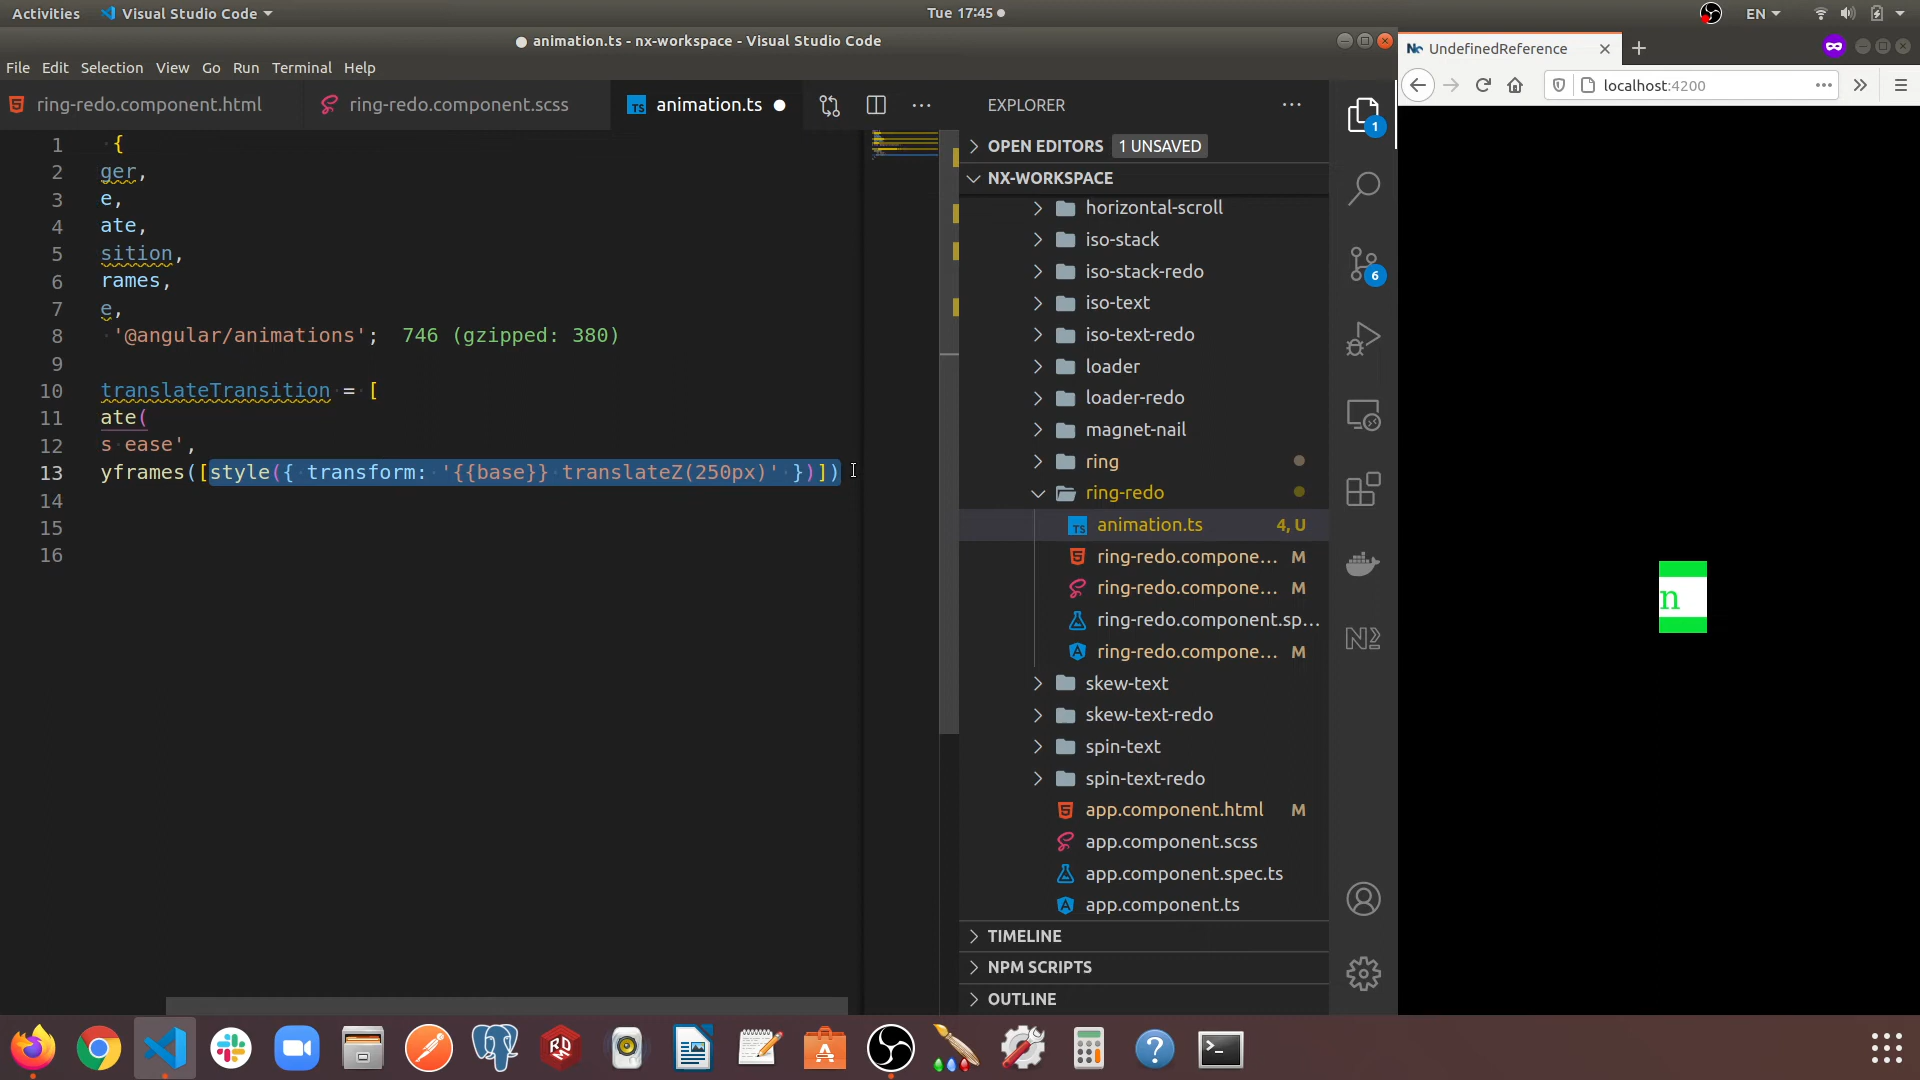 Activities Visual Studio Code Tue 17:45 EN
animation.ts - nx-workspace - Visual Studio Code
File Edit Selection View Go Run Terminal Help
ring-redo.component.html ring-redo.component.scss TS animation.ts
1 {
2 ger,
3 e,
4 ate,
5 sition,
6 rames,
7 e,
8 '@angular/animations'; 746 (gzipped: 380)
9
10 translateTransition = [
11 ate(
12 s ease',
13 yframes([style({ transform: '{{base}} translateZ(250px)' })])
14
15
16
EXPLORER
OPEN EDITORS 1 UNSAVED
NX-WORKSPACE
horizontal-scroll
iso-stack
iso-stack-redo
iso-text
iso-text-redo
loader
loader-redo
magnet-nail
ring
ring-redo
TS animation.ts 4, U
ring-redo.compone... M
ring-redo.compone... M
ring-redo.component.sp...
ring-redo.compone... M
skew-text
skew-text-redo
spin-text
spin-text-redo
app.component.html M
app.component.scss
app.component.spec.ts
app.component.ts
TIMELINE
NPM SCRIPTS
OUTLINE
1
6
UndefinedReference
localhost:4200
n